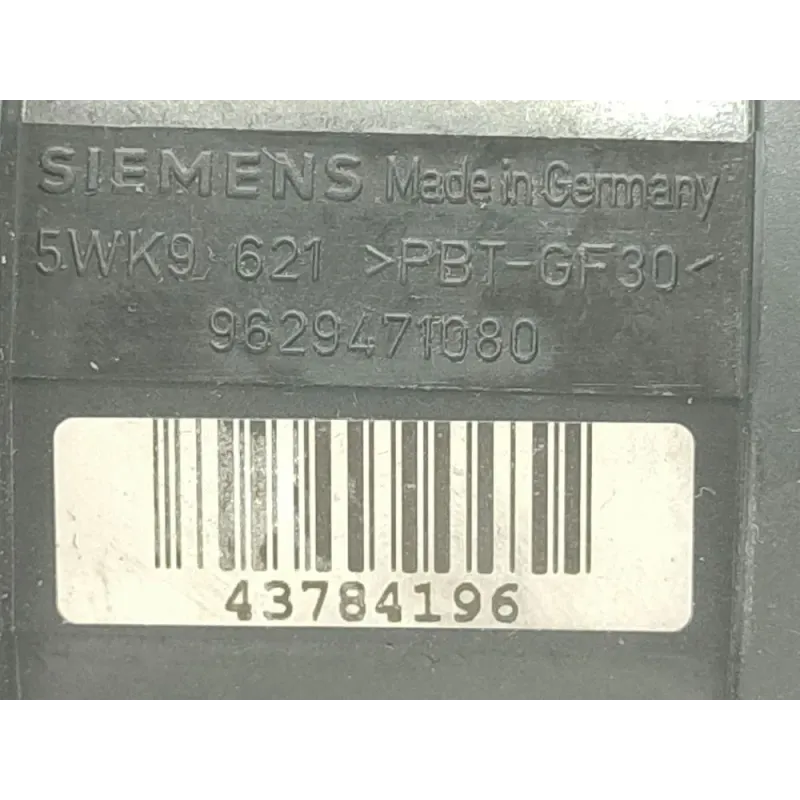 SIEMENS Made in Germany
5WK9 621 >PBT-GF30<
9629471080
43784196